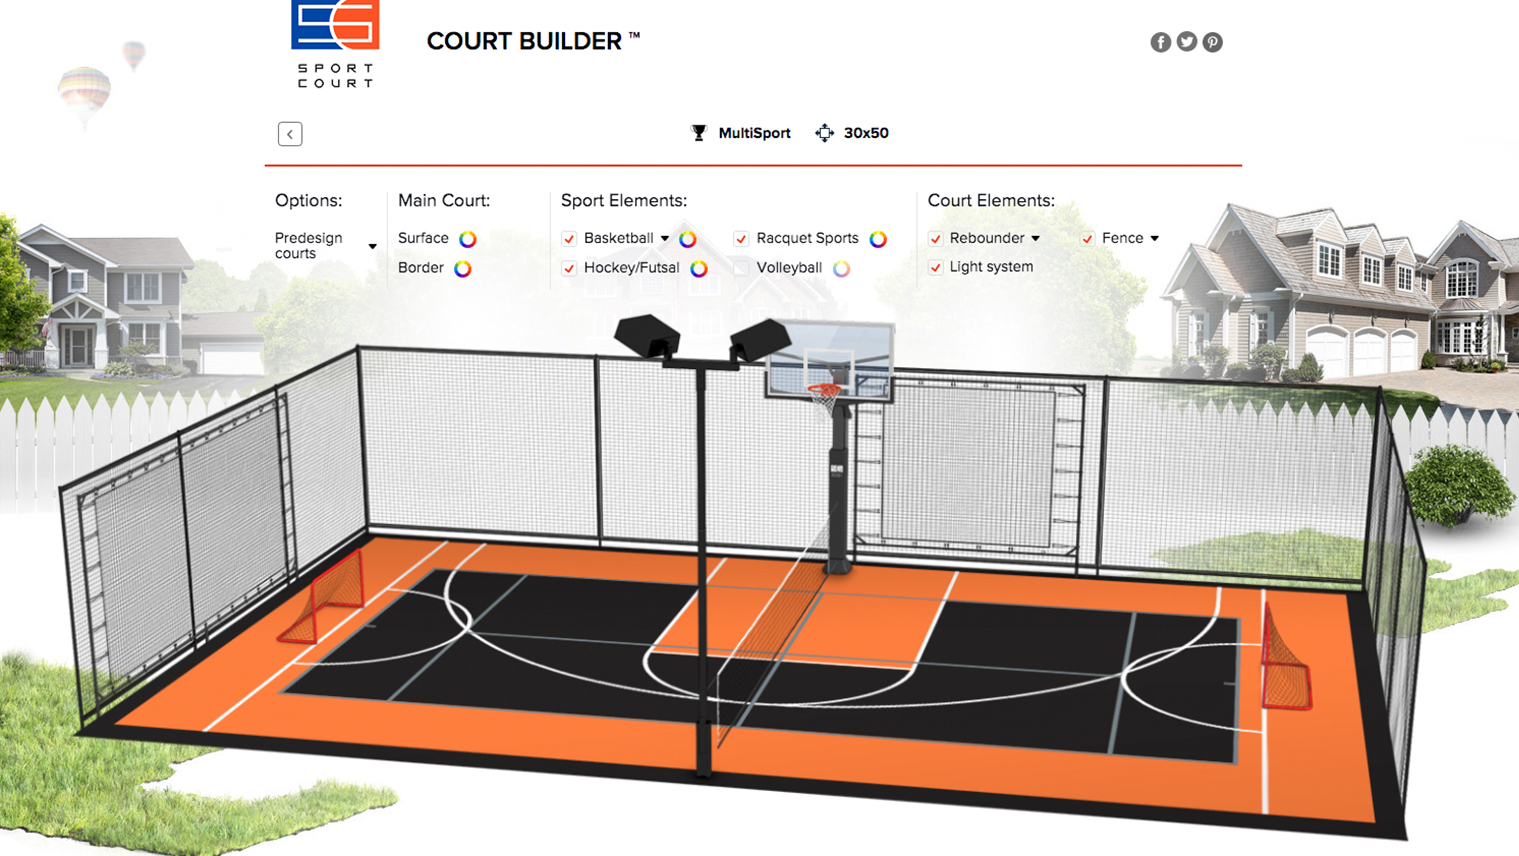 SPORT
COURT
COURT BUILDER ™
MultiSport
30x50
Options:
Predesign
courts
Main Court:
Surface
Border
Sport Elements:
Basketball
Racquet Sports
Hockey/Futsal
Volleyball
Court Elements:
Rebounder
Fence
Light system